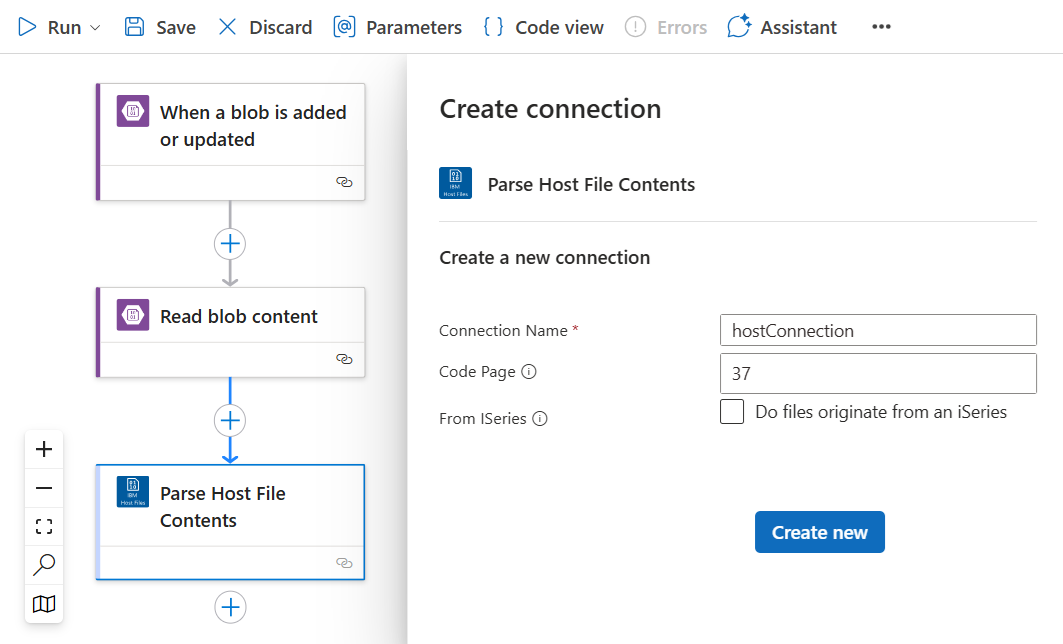 Run Save Discard Parameters Code view Errors Assistant
When a blob is added
or updated
Read blob content
IBM
Host Files
Parse Host File
Contents
Create connection
IBM
Host Files
Parse Host File Contents
Create a new connection
Connection Name *
hostConnection
Code Page
37
From ISeries
Do files originate from an iSeries
Create new